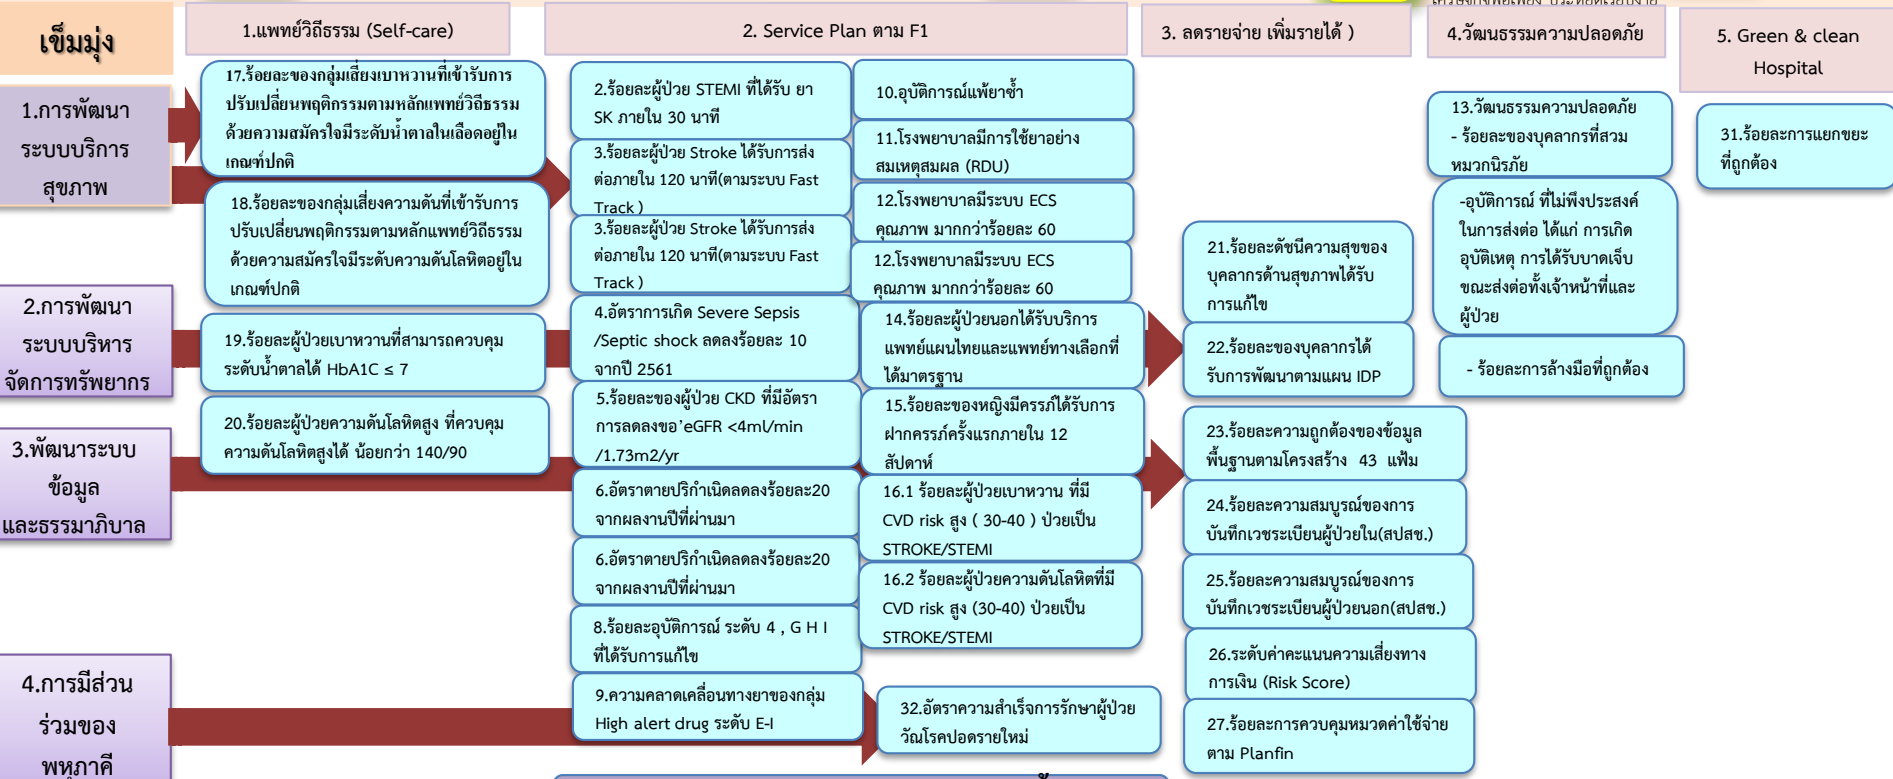 เข็มมุ่ง
1.แพทย์วิถีธรรม (Self-care)
2. Service Plan ตาม F1
3. ลดรายจ่าย เพิ่มรายได้ )
4.วัฒนธรรมความปลอดภัย
5. Green & clean
Hospital
1.การพัฒนา
ระบบบริการ
สุขภาพ
2.การพัฒนา
ระบบบริหาร
จัดการทรัพยากร
3.พัฒนาระบบ
ข้อมูล
และธรรมาภิบาล
4.การมีส่วน
ร่วมของ
พหุภาคี
17.ร้อยละของกลุ่มเสี่ยงเบาหวานที่เข้ารับการ
ปรับเปลี่ยนพฤติกรรมตามหลักแพทย์วิถีธรรม
ด้วยความสมัครใจมีระดับน้ำตาลในเลือดอยู่ใน
เกณฑ์ปกติ
18.ร้อยละของกลุ่มเสี่ยงความดันที่เข้ารับการ
ปรับเปลี่ยนพฤติกรรมตามหลักแพทย์วิถีธรรม
ด้วยความสมัครใจมีระดับความดันโลหิตอยู่ใน
เกณฑ์ปกติ
19.ร้อยละผู้ป่วยเบาหวานที่สามารถควบคุม
ระดับน้ำตาลได้ HbA1C ≤ 7
20.ร้อยละผู้ป่วยความดันโลหิตสูง ที่ควบคุม
ความดันโลหิตสูงได้ น้อยกว่า 140/90
2.ร้อยละผู้ป่วย STEMI ที่ได้รับ ยา
SK ภายใน 30 นาที
3.ร้อยละผู้ป่วย Stroke ได้รับการส่ง
ต่อภายใน 120 นาที(ตามระบบ Fast
Track )
3.ร้อยละผู้ป่วย Stroke ได้รับการส่ง
ต่อภายใน 120 นาที(ตามระบบ Fast
Track )
4.อัตราการเกิด Severe Sepsis
/Septic shock ลดลงร้อยละ 10
จากปี 2561
5.ร้อยละของผู้ป่วย CKD ที่มีอัตรา
การลดลงขอ’eGFR <4ml/min
/1.73m2/yr
6.อัตราตายปริกำเนิดลดลงร้อยละ20
จากผลงานปีที่ผ่านมา
6.อัตราตายปริกำเนิดลดลงร้อยละ20
จากผลงานปีที่ผ่านมา
8.ร้อยละอุบัติการณ์ ระดับ 4 , G H I
ที่ได้รับการแก้ไข
9.ความคลาดเคลื่อนทางยาของกลุ่ม
High alert drug ระดับ E-I
10.อุบัติการณ์แพ้ยาซ้ำ
11.โรงพยาบาลมีการใช้ยาอย่าง
สมเหตุสมผล (RDU)
12.โรงพยาบาลมีระบบ ECS
คุณภาพ มากกว่าร้อยละ 60
12.โรงพยาบาลมีระบบ ECS
คุณภาพ มากกว่าร้อยละ 60
14.ร้อยละผู้ป่วยนอกได้รับบริการ
แพทย์แผนไทยและแพทย์ทางเลือกที่
ได้มาตรฐาน
15.ร้อยละของหญิงมีครรภ์ได้รับการ
ฝากครรภ์ครั้งแรกภายใน 12
สัปดาห์
16.1 ร้อยละผู้ป่วยเบาหวาน ที่มี
CVD risk สูง ( 30-40 ) ป่วยเป็น
STROKE/STEMI
16.2 ร้อยละผู้ป่วยความดันโลหิตที่มี
CVD risk สูง (30-40) ป่วยเป็น
STROKE/STEMI
32.อัตราความสำเร็จการรักษาผู้ป่วย
วัณโรคปอดรายใหม่
21.ร้อยละดัชนีความสุขของ
บุคลากรด้านสุขภาพได้รับ
การแก้ไข
22.ร้อยละของบุคลากรได้
รับการพัฒนาตามแผน IDP
23.ร้อยละความถูกต้องของข้อมูล
พื้นฐานตามโครงสร้าง 43 แฟ้ม
24.ร้อยละความสมบูรณ์ของการ
บันทึกเวชระเบียนผู้ป่วยใน(สปสช.)
25.ร้อยละความสมบูรณ์ของการ
บันทึกเวชระเบียนผู้ป่วยนอก(สปสช.)
26.ระดับค่าคะแนนความเสี่ยงทาง
การเงิน (Risk Score)
27.ร้อยละการควบคุมหมวดค่าใช้จ่าย
ตาม Planfin
13.วัฒนธรรมความปลอดภัย
- ร้อยละของบุคลากรที่สวม
หมวกนิรภัย
-อุบัติการณ์ ที่ไม่พึงประสงค์
ในการส่งต่อ ได้แก่ การเกิด
อุบัติเหตุ การได้รับบาดเจ็บ
ขณะส่งต่อทั้งเจ้าหน้าที่และ
ผู้ป่วย
- ร้อยละการล้างมือที่ถูกต้อง
31.ร้อยละการแยกขยะ
ที่ถูกต้อง